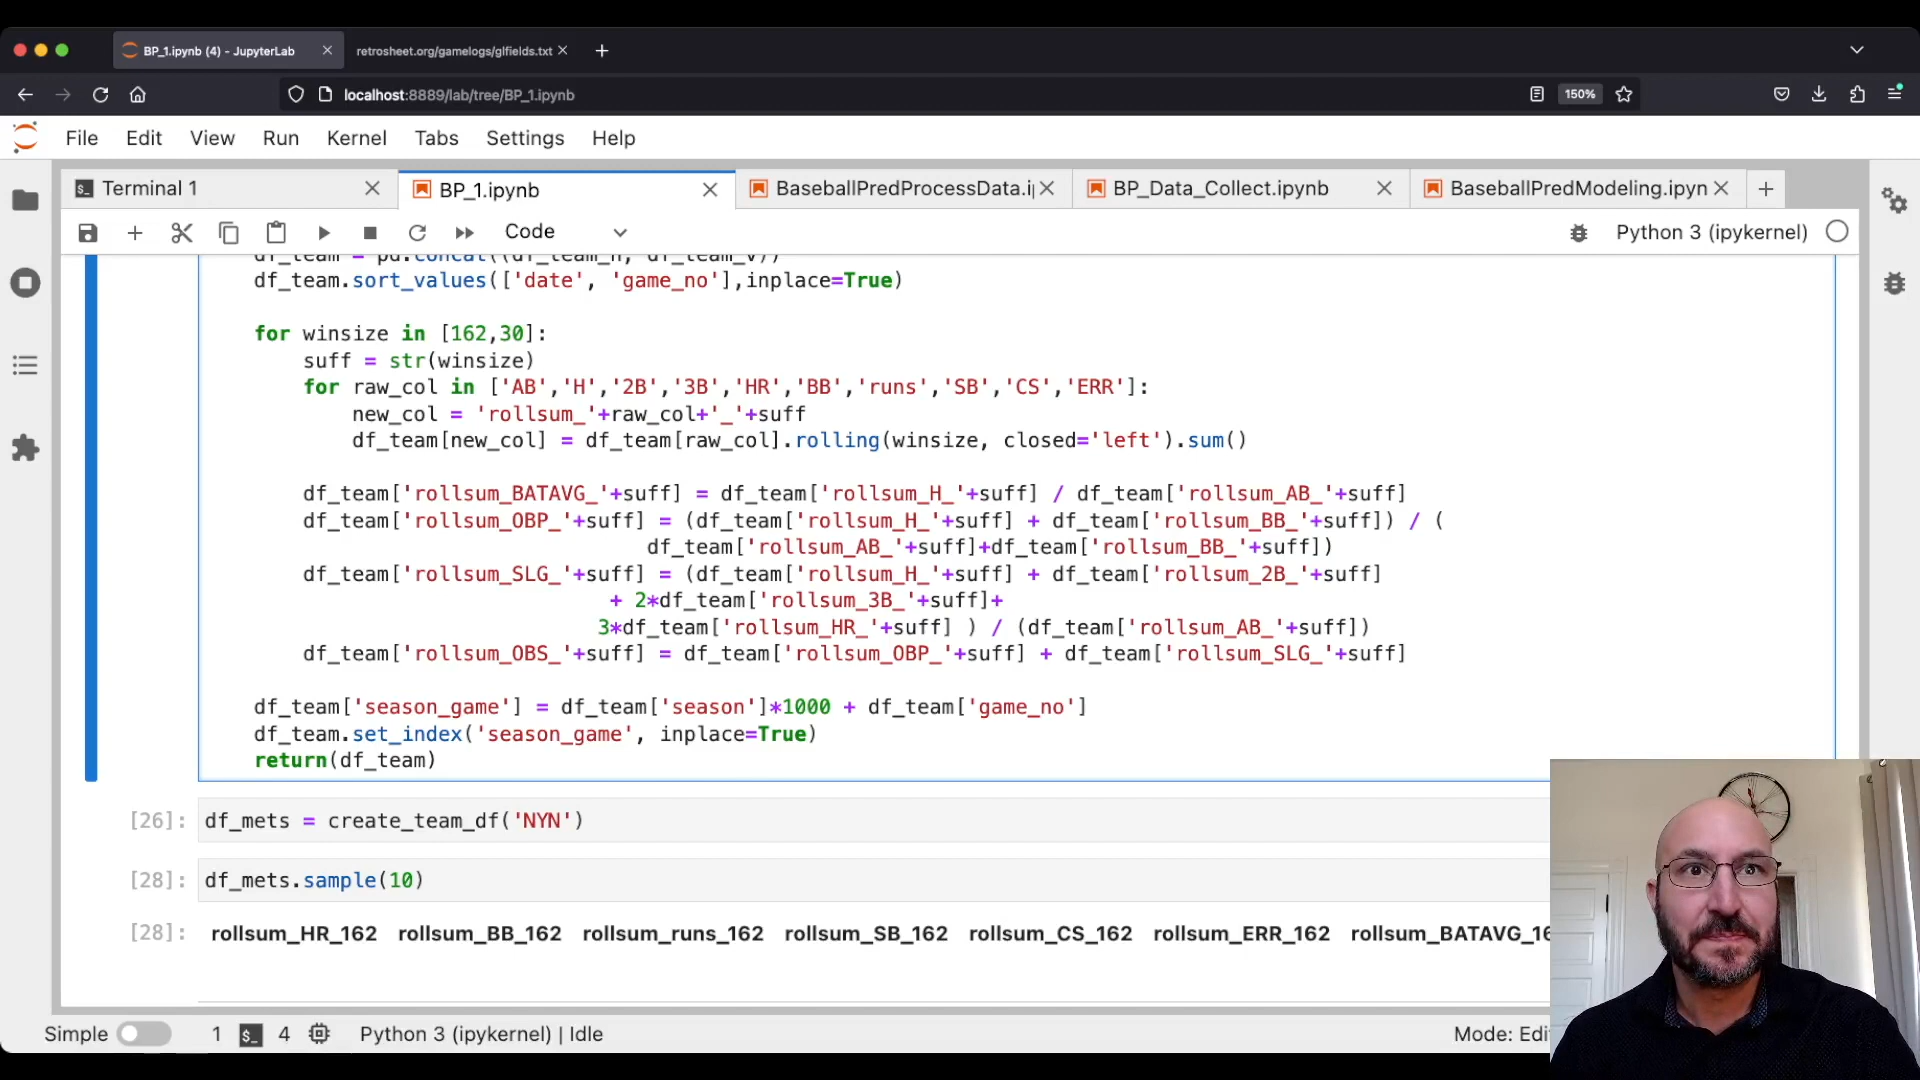 BP_1.ipynb (4) - JupyterLab
retrosheet.org/gamelogs/glfields.txt
localhost:8889/lab/tree/BP_1.ipynb
150%
File Edit View Run Kernel Tabs Settings Help
Terminal 1
BP_1.ipynb
BaseballPredProcessData.i
BP_Data_Collect.ipynb
BaseballPredModeling.ipyn
Code
Python 3 (ipykernel)
df_team = pd.concat((df_team_h, df_team_v))
df_team.sort_values(['date', 'game_no'],inplace=True)
for winsize in [162,30]:
suff = str(winsize)
for raw_col in ['AB','H','2B','3B','HR','BB','runs','SB','CS','ERR']:
new_col = 'rollsum_'+raw_col+'_'+suff
df_team[new_col] = df_team[raw_col].rolling(winsize, closed='left').sum()
df_team['rollsum_BATAVG_'+suff] = df_team['rollsum_H_'+suff] / df_team['rollsum_AB_'+suff]
df_team['rollsum_OBP_'+suff] = (df_team['rollsum_H_'+suff] + df_team['rollsum_BB_'+suff]) / (
df_team['rollsum_AB_'+suff]+df_team['rollsum_BB_'+suff])
df_team['rollsum_SLG_'+suff] = (df_team['rollsum_H_'+suff] + df_team['rollsum_2B_'+suff]
+ 2*df_team['rollsum_3B_'+suff]+
3*df_team['rollsum_HR_'+suff] ) / (df_team['rollsum_AB_'+suff])
df_team['rollsum_OBS_'+suff] = df_team['rollsum_OBP_'+suff] + df_team['rollsum_SLG_'+suff]
df_team['season_game'] = df_team['season']*1000 + df_team['game_no']
df_team.set_index('season_game', inplace=True)
return(df_team)
[26]: df_mets = create_team_df('NYN')
[28]: df_mets.sample(10)
[28]: rollsum_HR_162 rollsum_BB_162 rollsum_runs_162 rollsum_SB_162 rollsum_CS_162 rollsum_ERR_162 rollsum_BATAVG_16
Simple 1 $_ 4 Python 3 (ipykernel) | Idle Mode: Edi